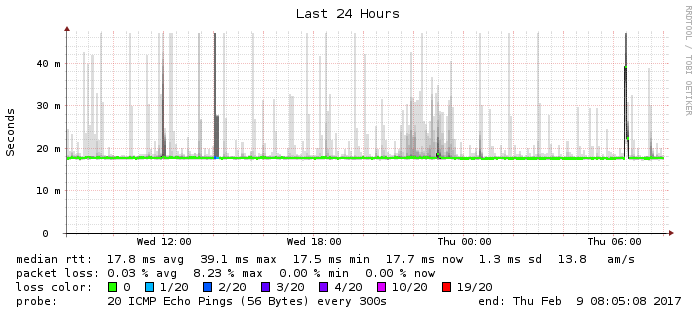 Last 24 Hours
RRDTOOL / TOBI OETIKER
Seconds
40 m
30 m
20 m
10 m
0
Wed 12:00 Wed 18:00 Thu 00:00 Thu 06:00
median rtt: 17.8 ms avg 39.1 ms max 17.5 ms min 17.7 ms now 1.3 ms sd 13.8 am/s
packet loss: 0.03 % avg 8.23 % max 0.00 % min 0.00 % now
loss color: 0 1/20 2/20 3/20 4/20 10/20 19/20
probe: 20 ICMP Echo Pings (56 Bytes) every 300s end: Thu Feb 9 08:05:08 2017